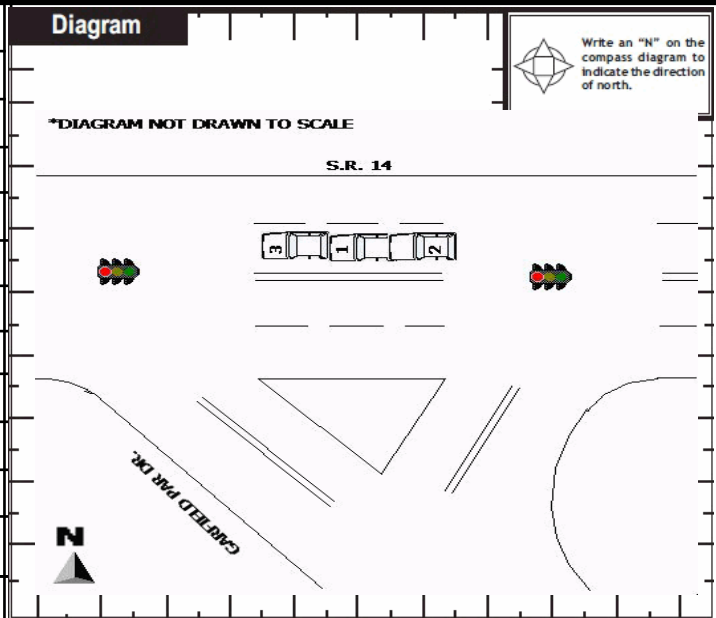 Diagram
Write an “N” on the
compass diagram to
indicate the direction
of north.
*DIAGRAM NOT DRAWN TO SCALE
S.R. 14
3
1
2
GARFIELD PAR DR.
N